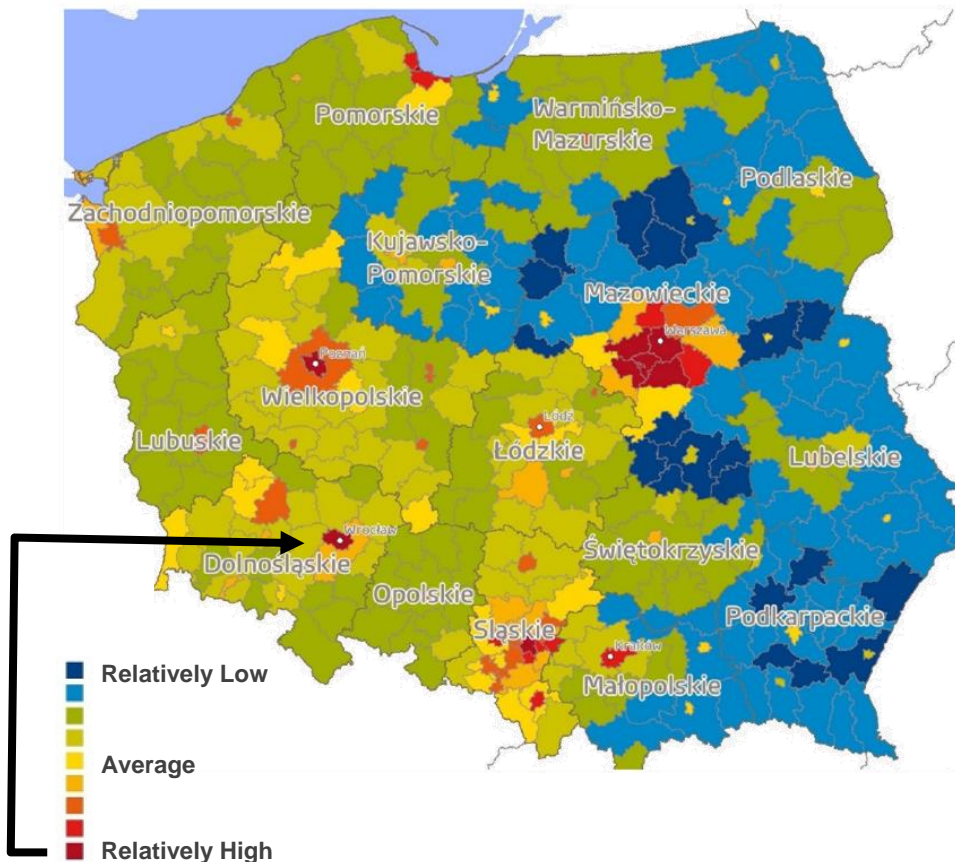 Pomorskie
Warmińsko-
Mazurskie
Podlaskie
Zachodniopomorskie
Kujawsko-
Pomorskie
Mazowieckie
Warszawa
Poznań
Wielkopolskie
Łódź
Lubuskie
Łódzkie
Lubelskie
Wrocław
Dolnośląskie
Świętokrzyskie
Opolskie
Podkarpackie
Śląskie
Kraków
Małopolskie
Relatively Low
Average
Relatively High